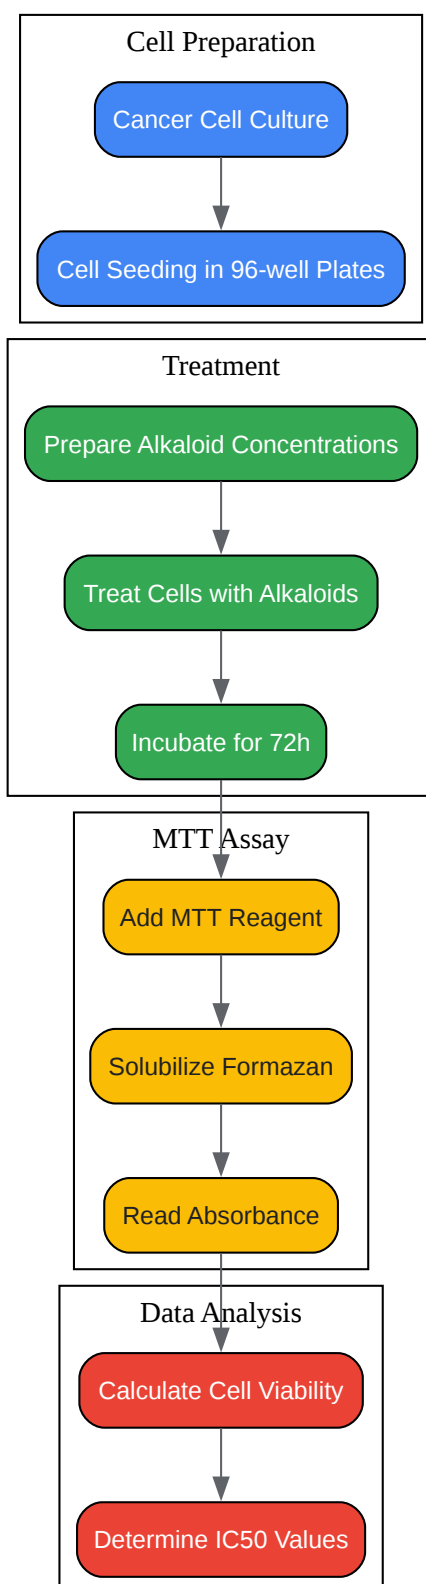 Cell Preparation
Cancer Cell Culture
Cell Seeding in 96-well Plates
Treatment
Prepare Alkaloid Concentrations
Treat Cells with Alkaloids
Incubate for 72h
MTT Assay
Add MTT Reagent
Solubilize Formazan
Read Absorbance
Data Analysis
Calculate Cell Viability
Determine IC50 Values